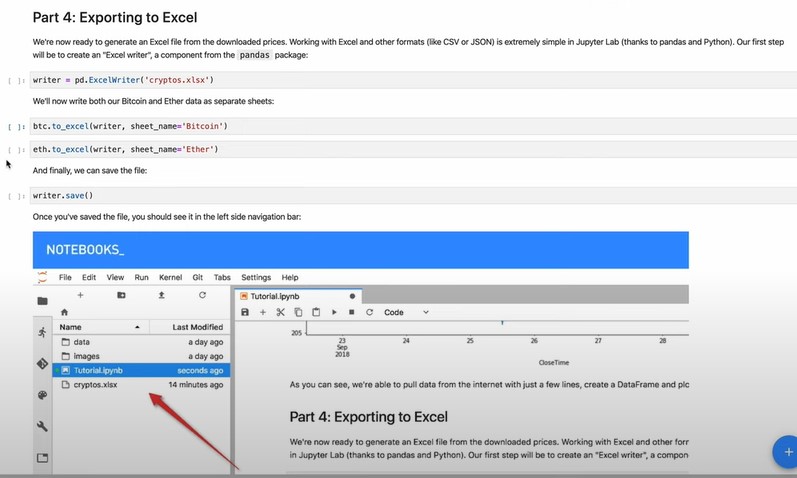 Part 4: Exporting to Excel
We're now ready to generate an Excel file from the downloaded prices. Working with Excel and other formats (like CSV or JSON) is extremely simple in Jupyter Lab (thanks to pandas and Python). Our first step
will be to create an "Excel writer", a component from the pandas package:
[ ]: writer = pd.ExcelWriter('cryptos.xlsx')
We'll now write both our Bitcoin and Ether data as separate sheets:
[ ]: btc.to_excel(writer, sheet_name='Bitcoin')
[ ]: eth.to_excel(writer, sheet_name='Ether')
And finally, we can save the file:
[ ]: writer.save()
Once you've saved the file, you should see it in the left side navigation bar:
NOTEBOOKS_
File Edit View Run Kernel Git Tabs Settings Help
Tutorial.ipynb
Code
Name Last Modified
data a day ago
images a day ago
Tutorial.ipynb seconds ago
cryptos.xlsx 14 minutes ago
205
23 24 25 26 27 28
Sep
2018
CloseTime
As you can see, we're able to pull data from the internet with just a few lines, create a DataFrame and plo
Part 4: Exporting to Excel
We're now ready to generate an Excel file from the downloaded prices. Working with Excel and other forr
in Jupyter Lab (thanks to pandas and Python). Our first step will be to create an "Excel writer", a compon